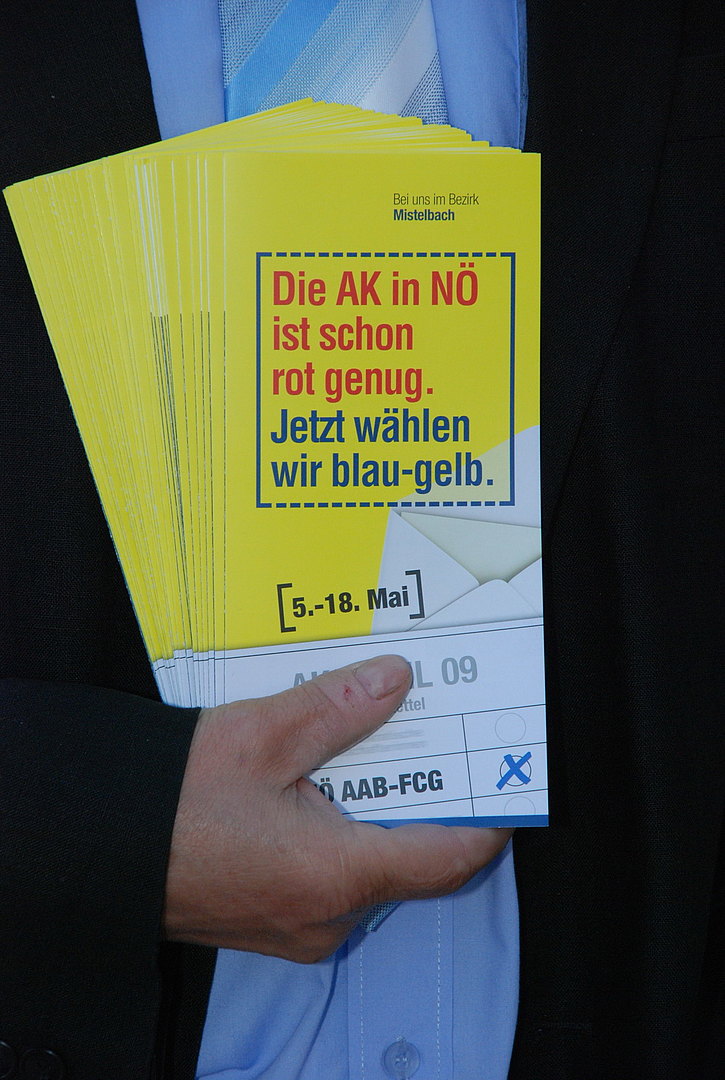 Bei uns im Bezirk
Mistelbach
Die AK in NÖ
ist schon
rot genug.
Jetzt wählen
wir blau-gelb.
[5.-18. Mai]
09
AAB-FCG